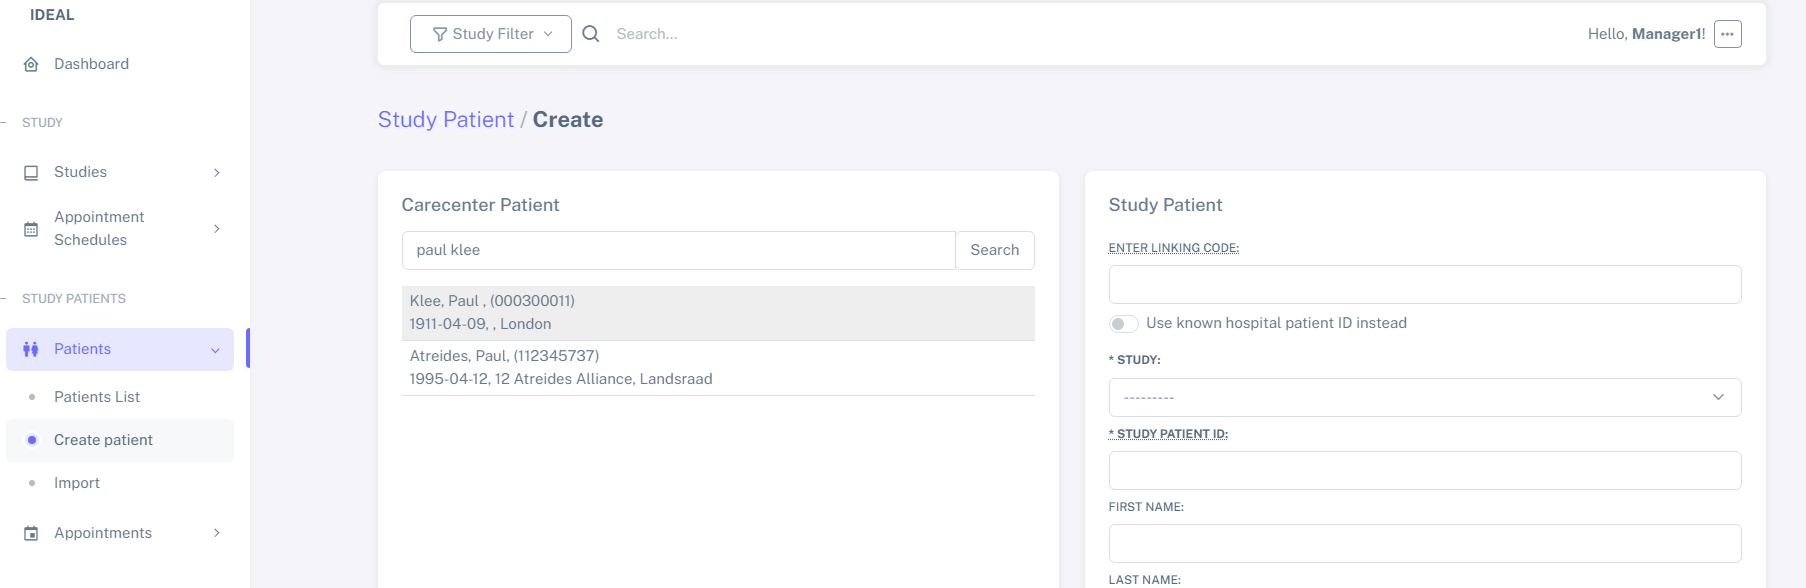 IDEAL
Dashboard
STUDY
Studies
Appointment
Schedules
STUDY PATIENTS
Patients
Patients List
Create patient
Import
Appointments
Study Filter
Search...
Hello, Manager1!
Study Patient / Create
Carecenter Patient
paul klee
Search
Klee, Paul , (000300011)
1911-04-09, , London
Atreides, Paul, (112345737)
1995-04-12, 12 Atreides Alliance, Landsraad
Study Patient
ENTER LINKING CODE:
Use known hospital patient ID instead
* STUDY:
---------
* STUDY PATIENT ID:
FIRST NAME:
LAST NAME: